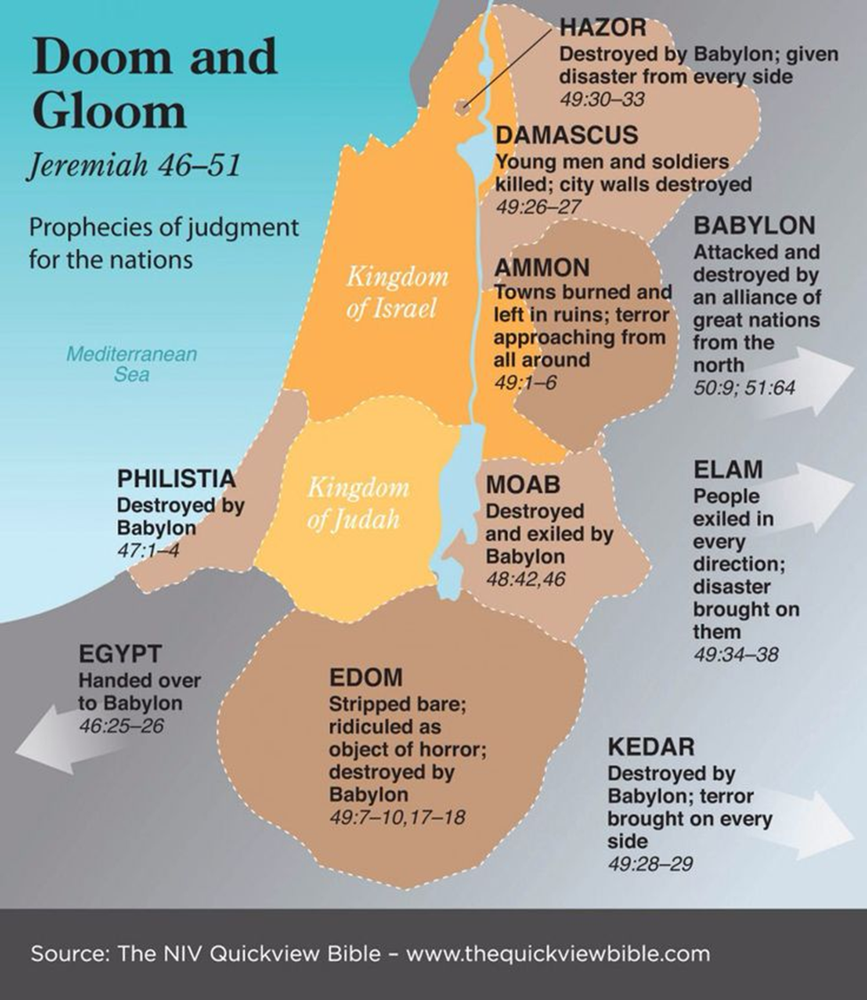 Doom and
Gloom
Jeremiah 46–51
Prophecies of judgment
for the nations
Mediterranean
Sea
HAZOR
Destroyed by Babylon; given
disaster from every side
49:30–33
DAMASCUS
Young men and soldiers
killed; city walls destroyed
49:26–27
BABYLON
Attacked and
destroyed by
an alliance of
great nations
from the
north
50:9; 51:64
Kingdom
of Israel
AMMON
Towns burned and
left in ruins; terror
approaching from
all around
49:1–6
PHILISTIA
Destroyed by
Babylon
47:1–4
Kingdom
of Judah
MOAB
Destroyed
and exiled by
Babylon
48:42,46
ELAM
People
exiled in
every
direction;
disaster
brought on
them
49:34–38
EGYPT
Handed over
to Babylon
46:25–26
EDOM
Stripped bare;
ridiculed as
object of horror;
destroyed by
Babylon
49:7–10,17–18
KEDAR
Destroyed by
Babylon; terror
brought on every
side
49:28–29
Source: The NIV Quickview Bible – www.thequickviewbible.com